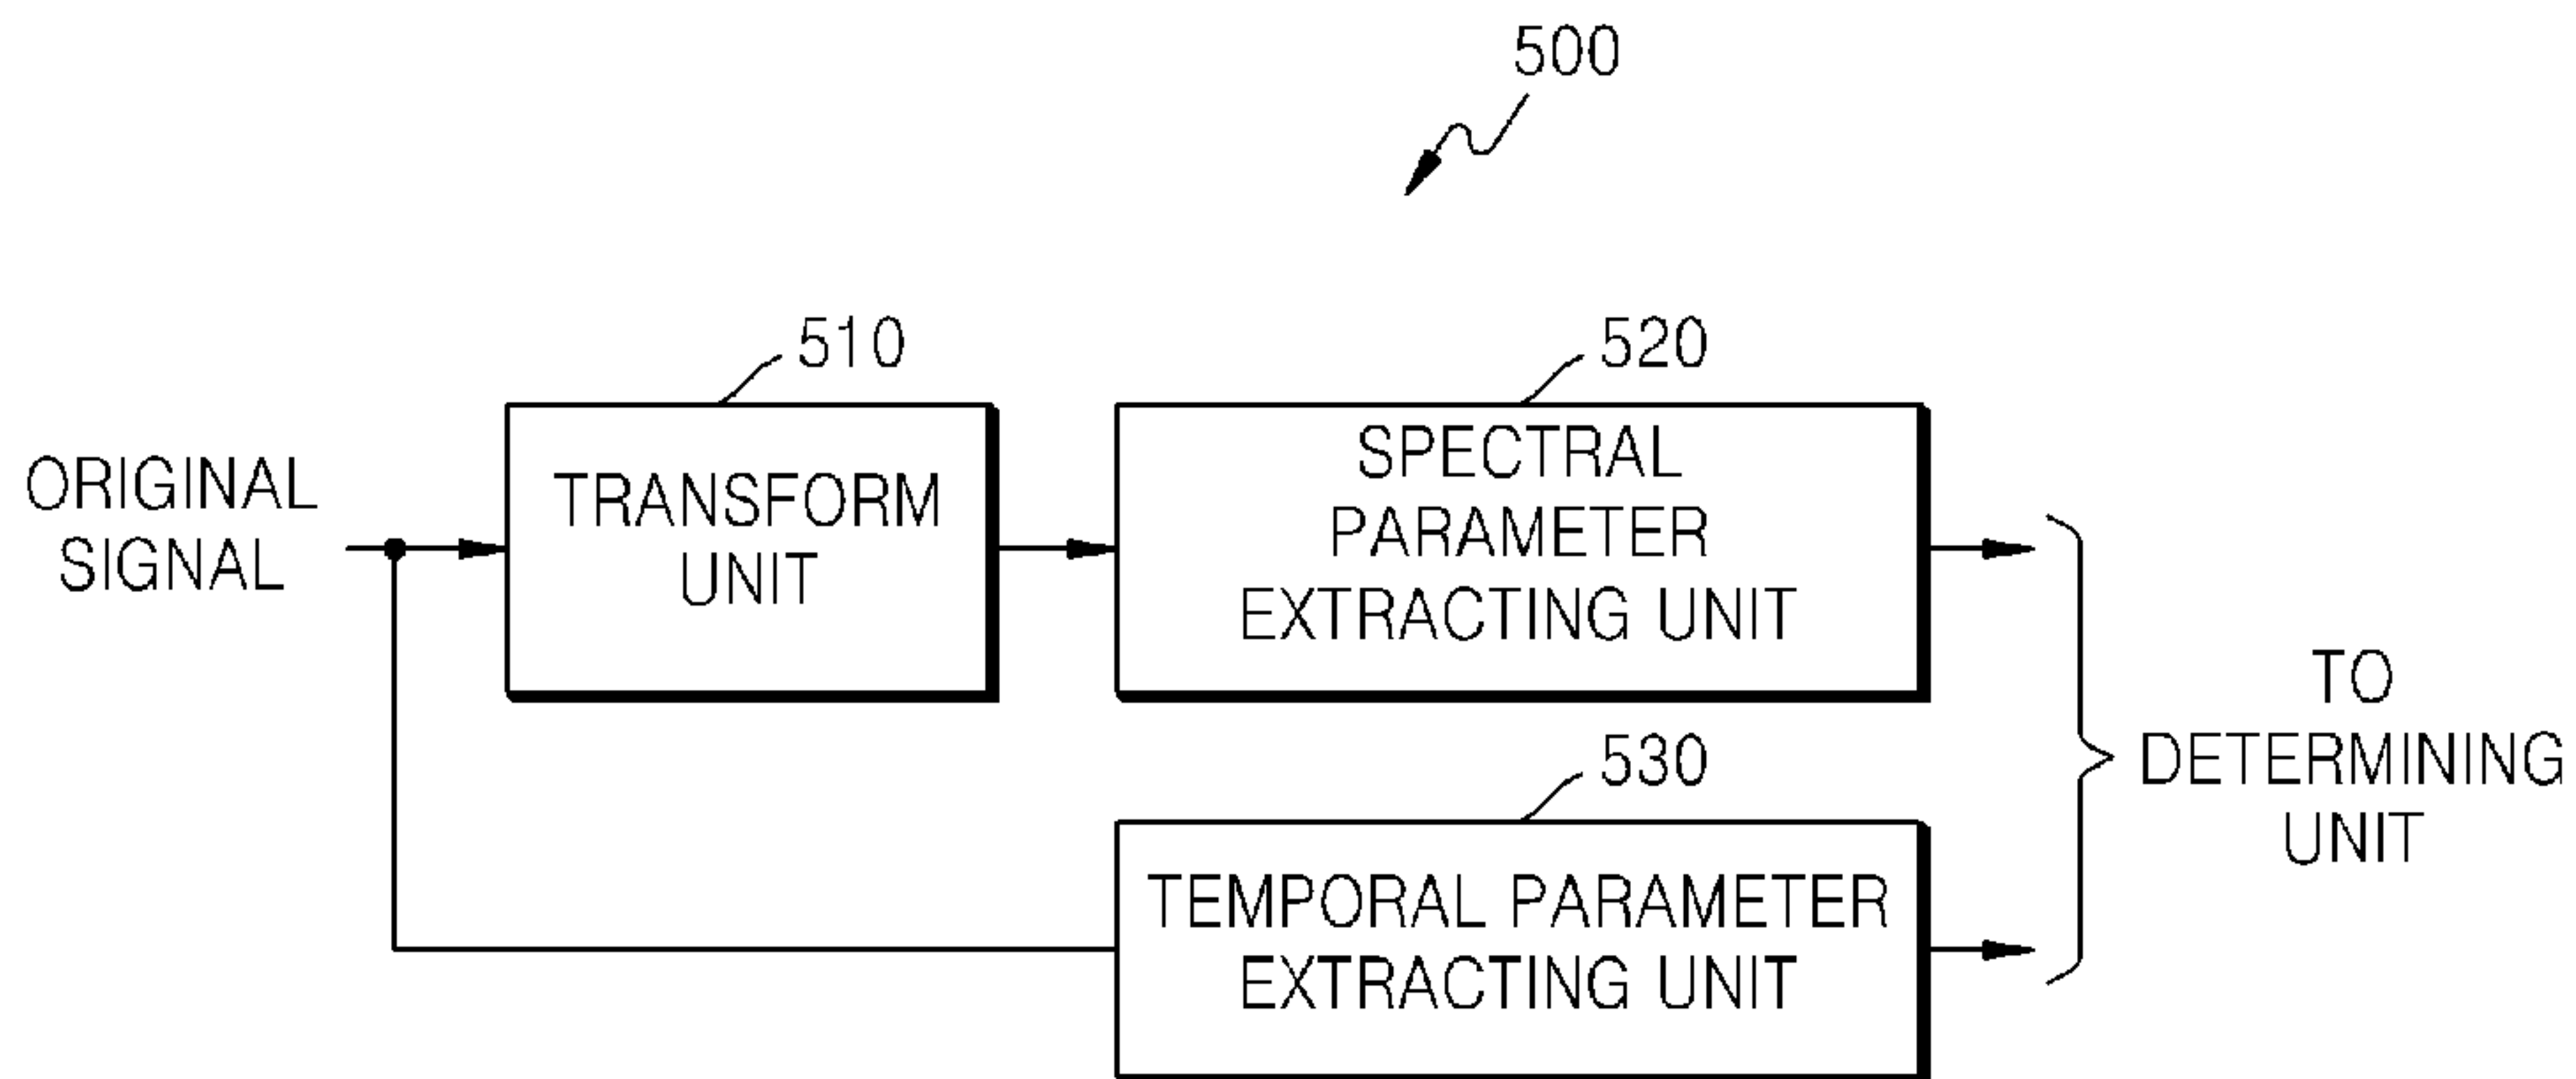 500
510
520
ORIGINAL
SIGNAL
TRANSFORM
UNIT
SPECTRAL
PARAMETER
EXTRACTING UNIT
530
TEMPORAL PARAMETER
EXTRACTING UNIT
TO
DETERMINING
UNIT